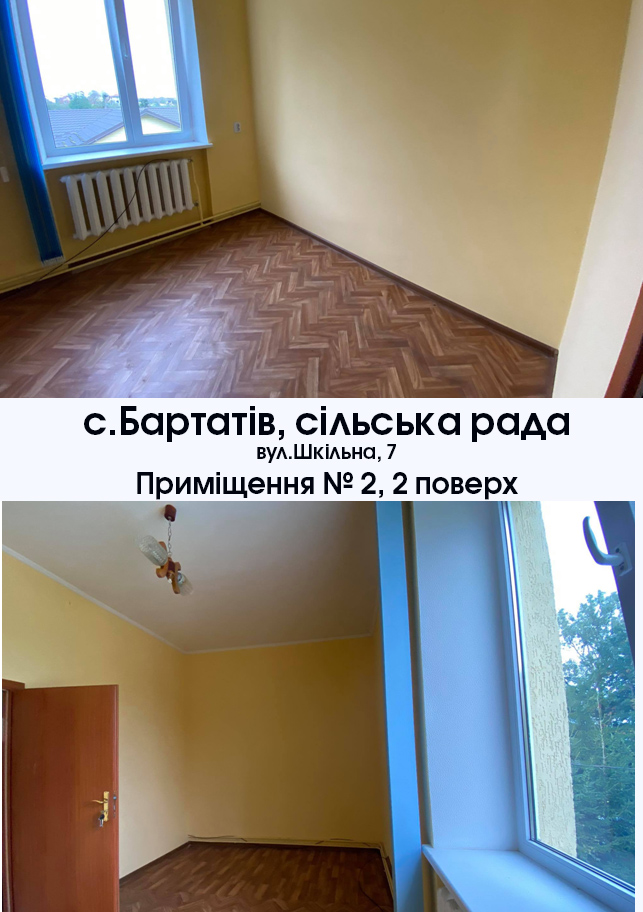 с.Бартатів, сільська рада
вул.Шкільна, 7
Приміщення № 2, 2 поверх